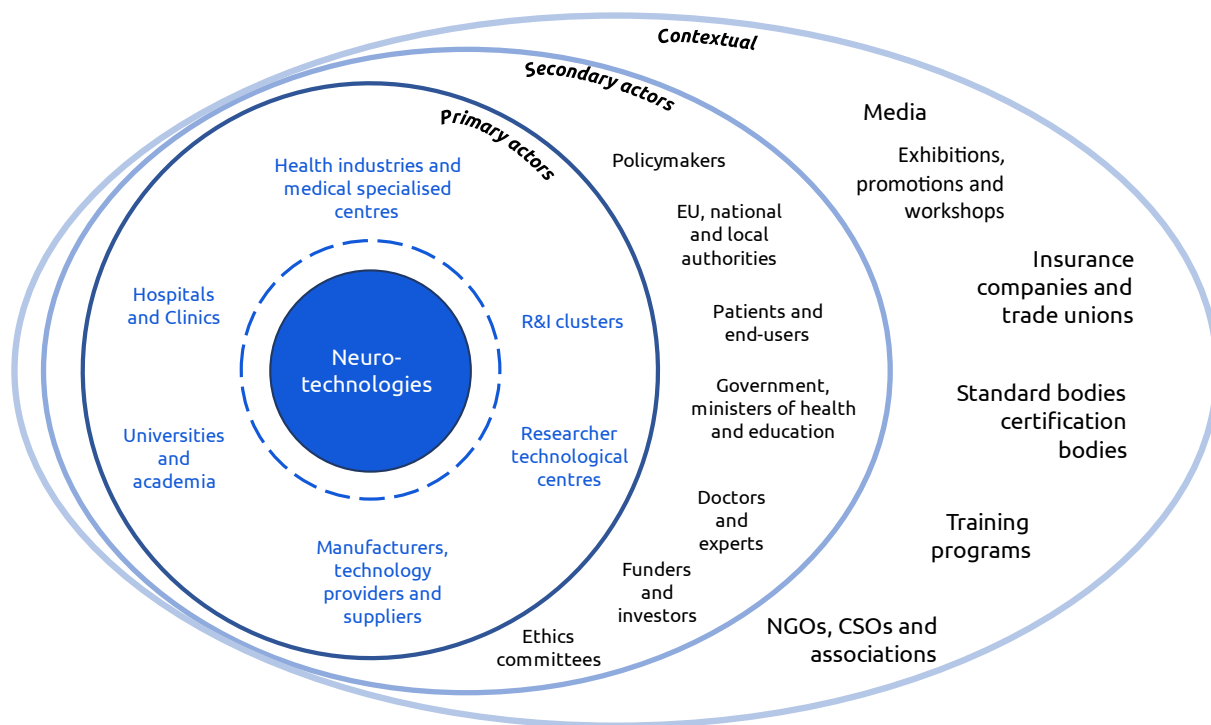 Contextual
Secondary actors
Primary actors
Health industries and
medical specialised
centres
Hospitals
and Clinics
R&I clusters
Neuro-
technologies
Universities
and
academia
Researcher
technological
centres
Manufacturers,
technology
providers and
suppliers
Policymakers
EU, national
and local
authorities
Patients and
end-users
Government,
ministers of health
and education
Doctors
and
experts
Funders
and
investors
Ethics
committees
Media
Exhibitions,
promotions and
workshops
Insurance
companies and
trade unions
Standard bodies
certification
bodies
Training
programs
NGOs, CSOs and
associations